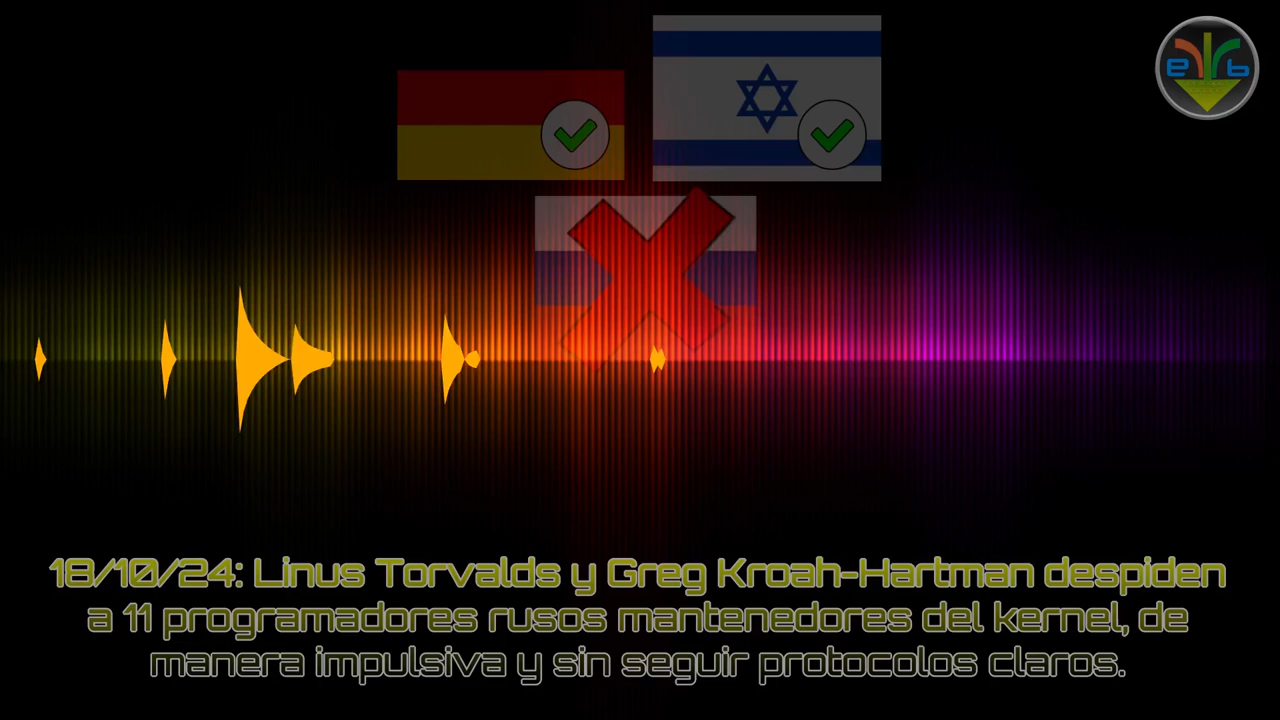 e b
18/10/24: Linus Torvalds y Greg Kroah-Hartman despiden
a 11 programadores rusos mantenedores del kernel, de
manera impulsiva y sin seguir protocolos claros.